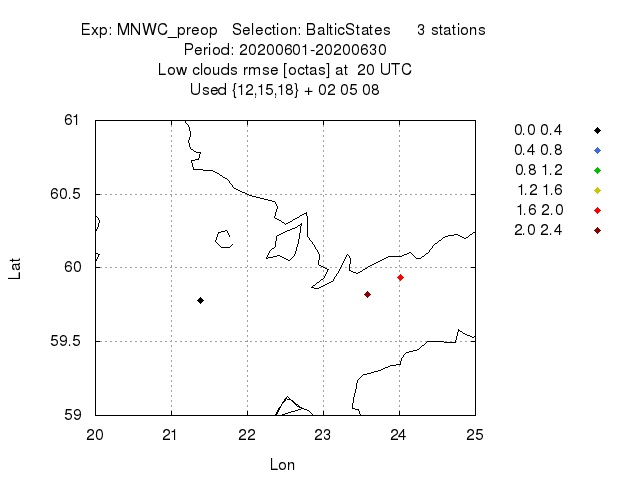 Exp: MNWC_preop   Selection: BalticStates      3 stations
Period: 20200601-20200630
Low clouds rmse [octas] at  20 UTC
Used {12,15,18} + 02 05 08
61
60.5
60
59.5
59
Lat
20 21 22 23 24 25
Lon
0.0 0.4
0.4 0.8
0.8 1.2
1.2 1.6
1.6 2.0
2.0 2.4